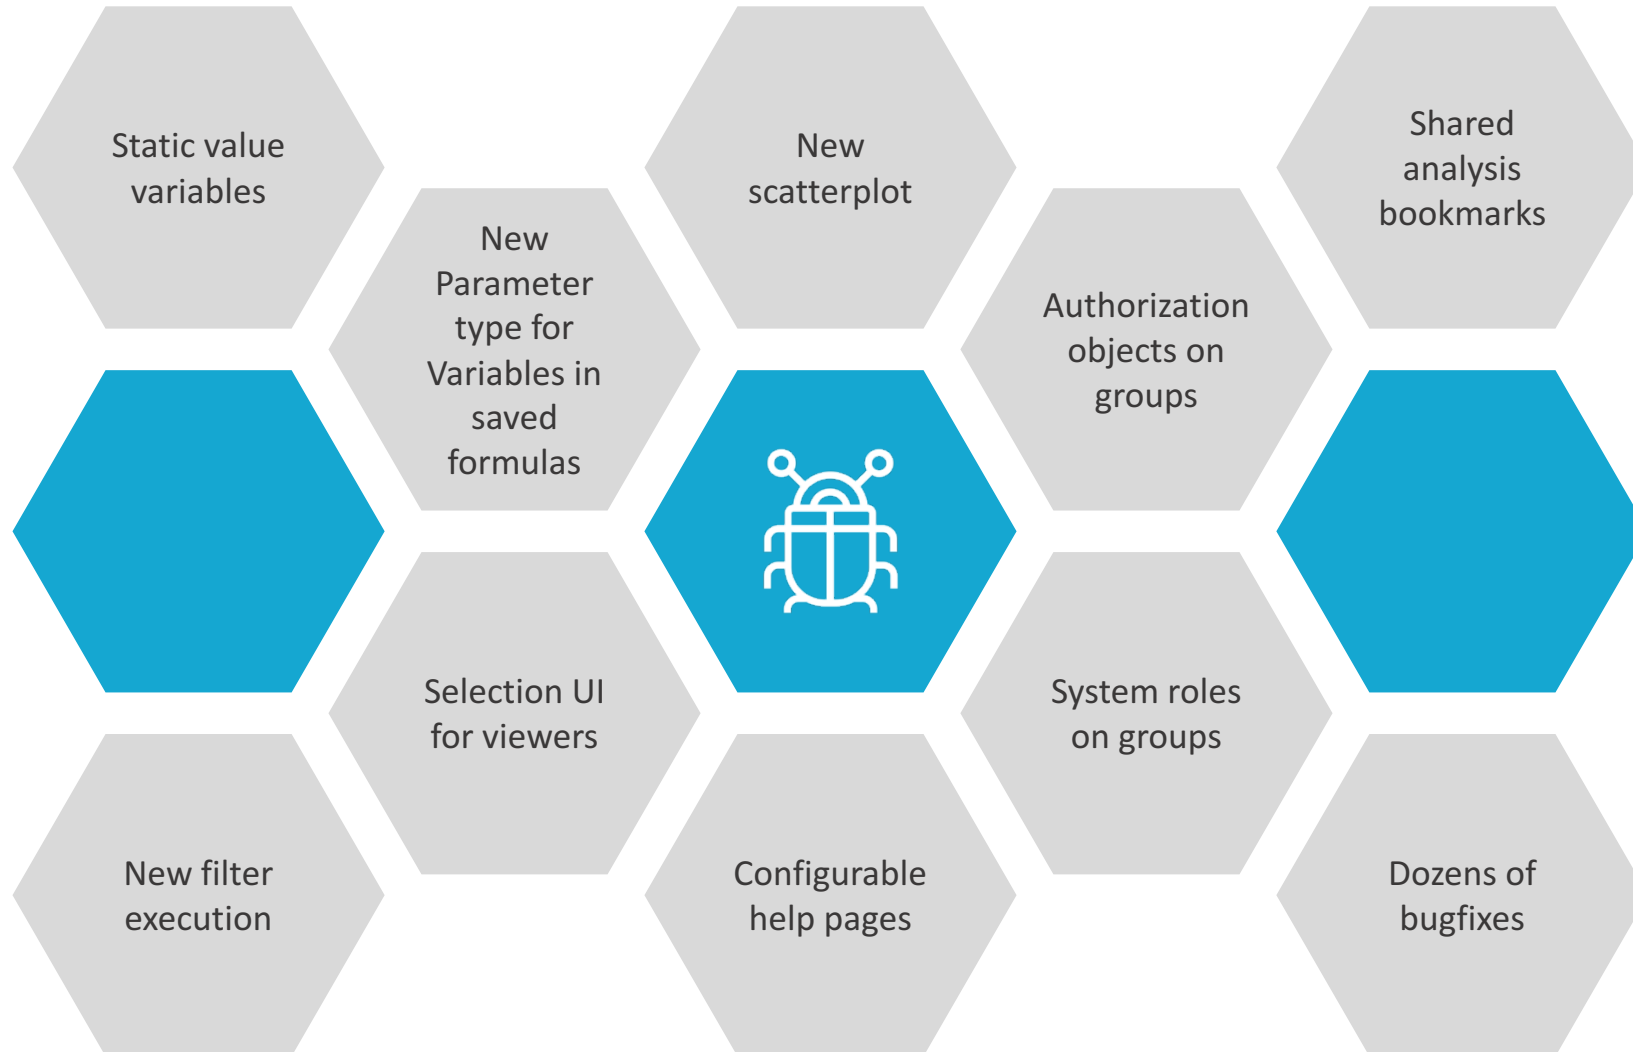 Static value
variables
New
scatterplot
Shared
analysis
bookmarks
New
Parameter
type for
Variables in
saved
formulas
Authorization
objects on
groups
Selection UI
for viewers
System roles
on groups
New filter
execution
Configurable
help pages
Dozens of
bugfixes